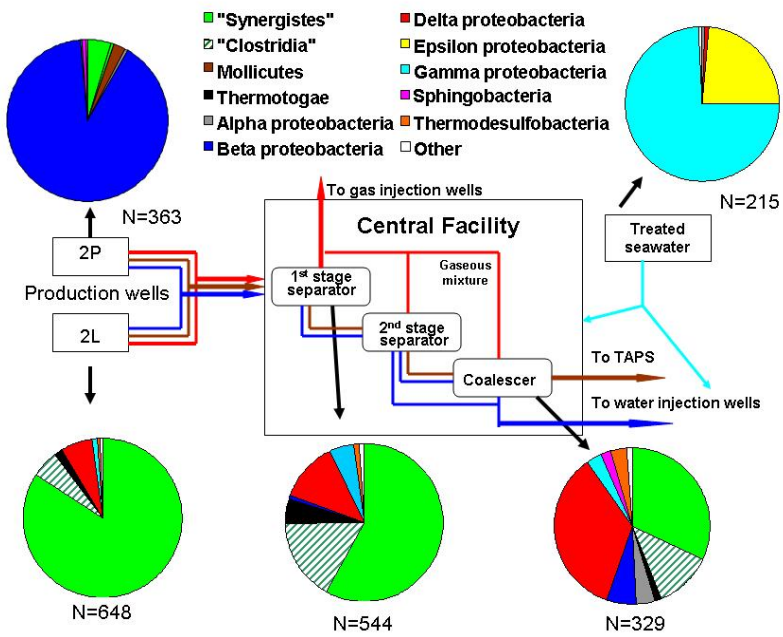 "Synergistes"
"Clostridia"
Mollicutes
Thermotogae
Alpha proteobacteria
Beta proteobacteria
Delta proteobacteria
Epsilon proteobacteria
Gamma proteobacteria
Sphingobacteria
Thermodesulfobacteria
Other
N=363
N=215
To gas injection wells
Central Facility
Treated
seawater
2P
Production wells
2L
1st stage
separator
Gaseous
mixture
2nd stage
separator
Coalescer
To TAPS
To water injection wells
N=648
N=544
N=329